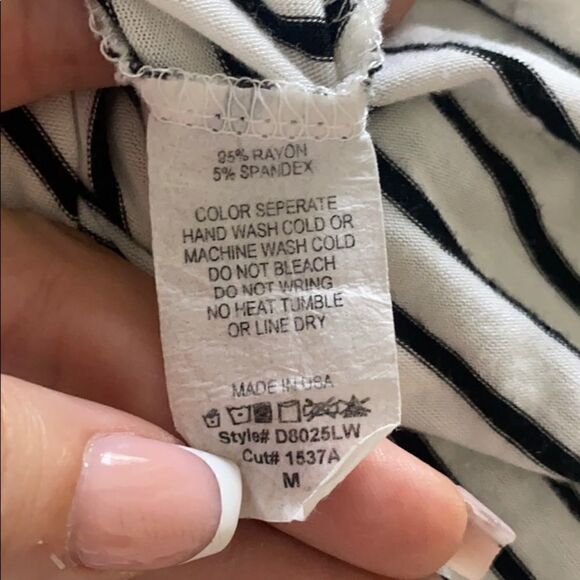 95% RAYON
5% SPANDEX
COLOR SEPERATE
HAND WASH COLD OR
MACHINE WASH COLD
DO NOT BLEACH
DO NOT WRING
NO HEAT TUMBLE
OR LINE DRY
MADE IN USA
Style# D8025LW
Cut# 1537A
M